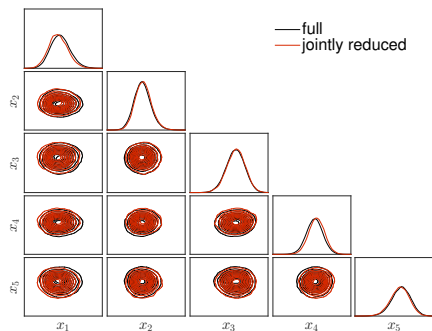 full
jointly reduced
x₂
x₃
x₄
x₅
x₁ x₂ x₃ x₄ x₅